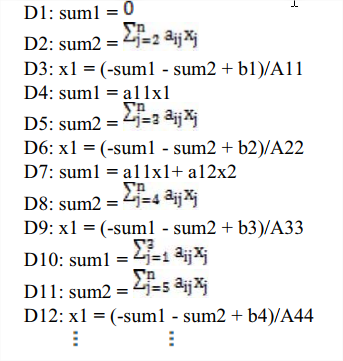 D1: sum1 = 0
D2: sum2 = ∑ⁿⱼ₌₂ aᵢⱼxⱼ
D3: x1 = (-sum1 - sum2 + b1)/A11
D4: sum1 = a11x1
D5: sum2 = ∑ⁿⱼ₌₃ aᵢⱼxⱼ
D6: x1 = (-sum1 - sum2 + b2)/A22
D7: sum1 = a11x1+ a12x2
D8: sum2 = ∑ⁿⱼ₌₄ aᵢⱼxⱼ
D9: x1 = (-sum1 - sum2 + b3)/A33
D10: sum1 = ∑³ⱼ₌₁ aᵢⱼxⱼ
D11: sum2 = ∑ⁿⱼ₌₅ aᵢⱼxⱼ
D12: x1 = (-sum1 - sum2 + b4)/A44
⋮ ⋮